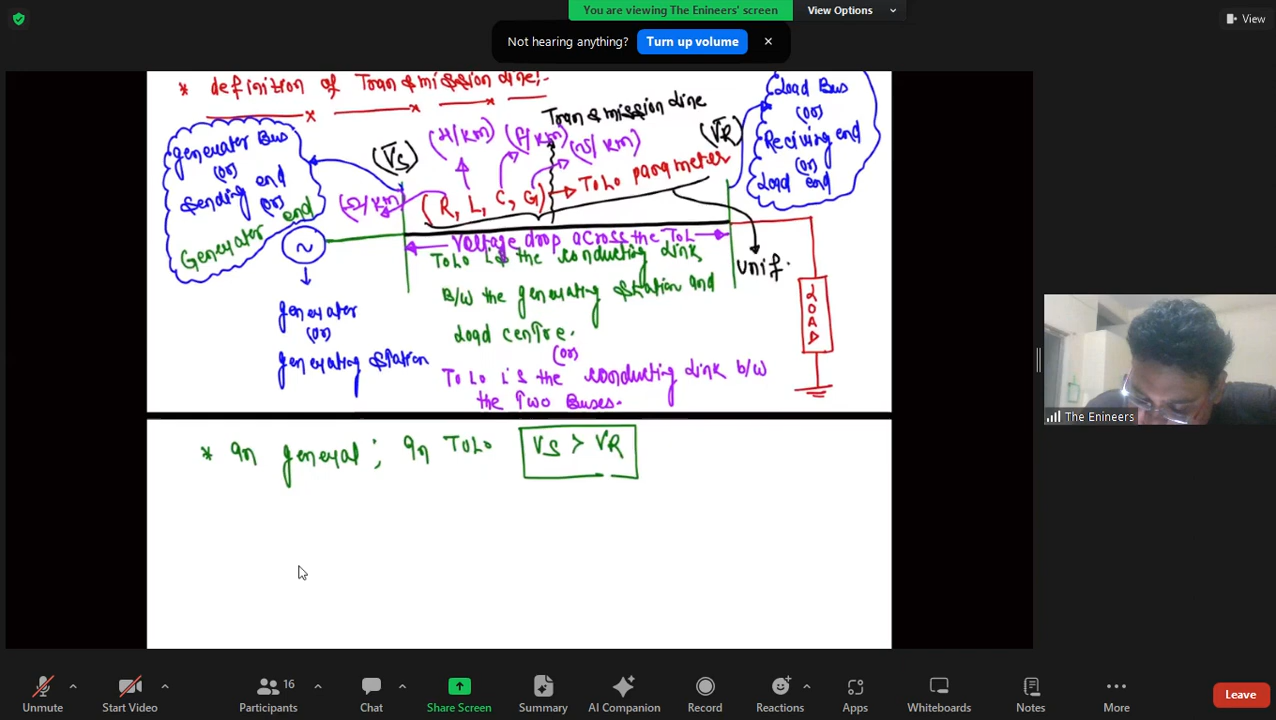 You are viewing The Enineers' screen
View Options
View
Not hearing anything?
Turn up volume
* definition of Transmission Line:-
Transmission line
Load Bus
(or)
Reciving end
(or)
Load end
generator Bus
(or)
Sending end
(or)
Generator end
(VS)
(H/km)
(F/km)
(℧/km)
(VR)
(Ω/km)
(R, L, C, G)
T.L. parameter
voltage drop across the T.L
unif.
T.L. is the conducting link
B/w the generating station and
Load centre.
(or)
T.L. is the conducting link b/w
the Two Buses.
~
generator
(or)
generating station
LOAD
* In general; In T.L. VS > VR
The Enineers
Unmute
Start Video
16
Participants
Chat
Share Screen
Summary
AI Companion
Record
Reactions
Apps
Whiteboards
Notes
More
Leave